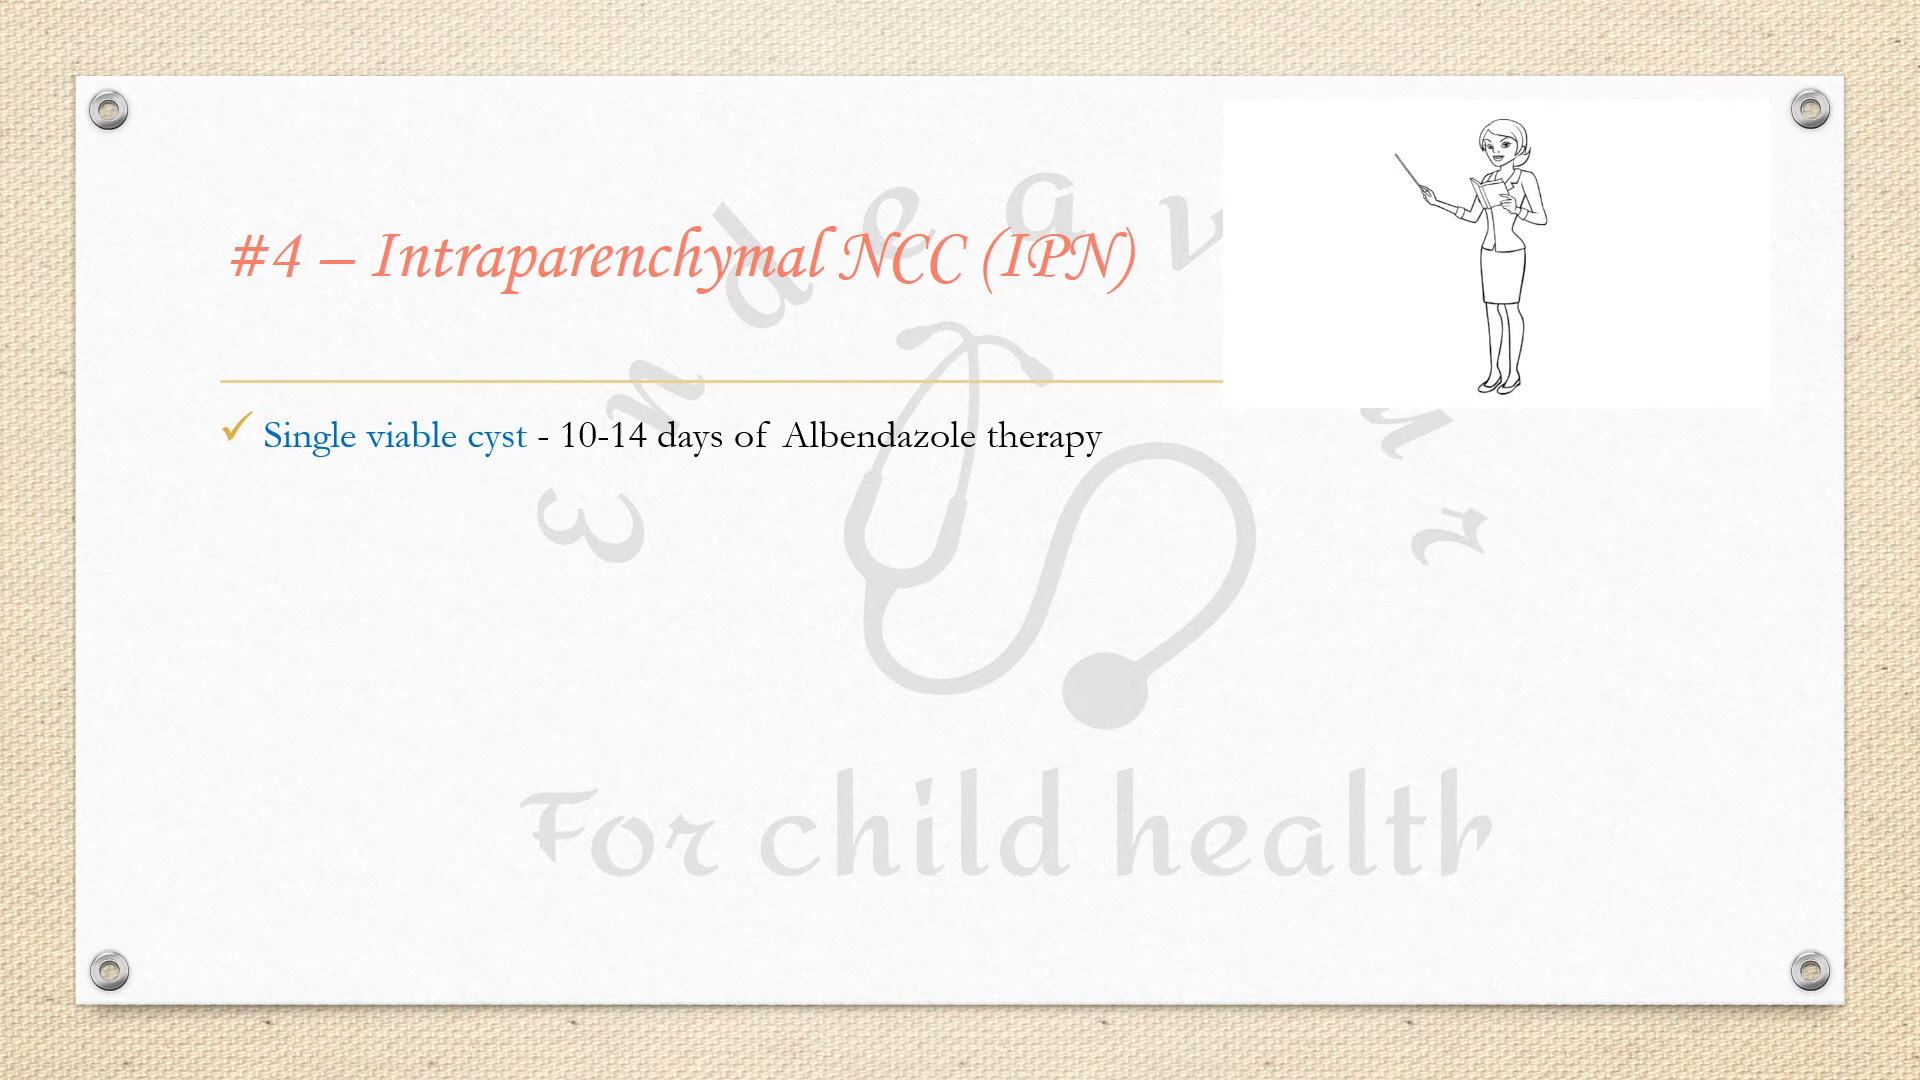 #4 – Intraparenchymal NCC (IPN)
✓ Single viable cyst - 10-14 days of Albendazole therapy
For child health